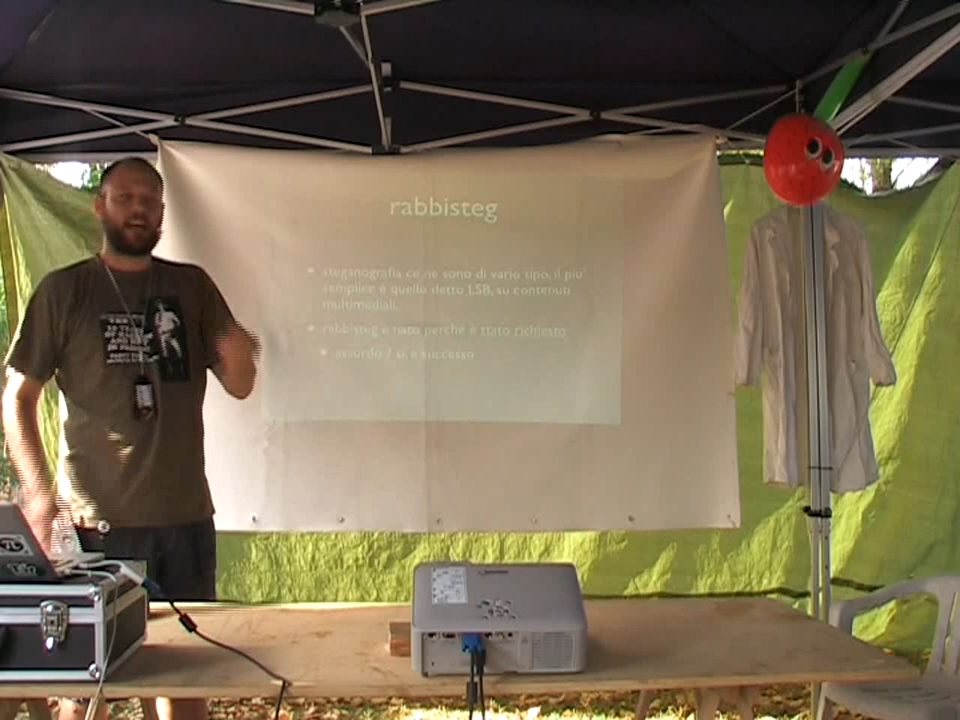 rabbisteg
• steganografia ce ne sono di vario tipo, il piu'
semplice è quello detto LSB, su contenuti
multimediali.
• rabbisteg è nato perchè è stato richiesto
• assurdo? si. è successo